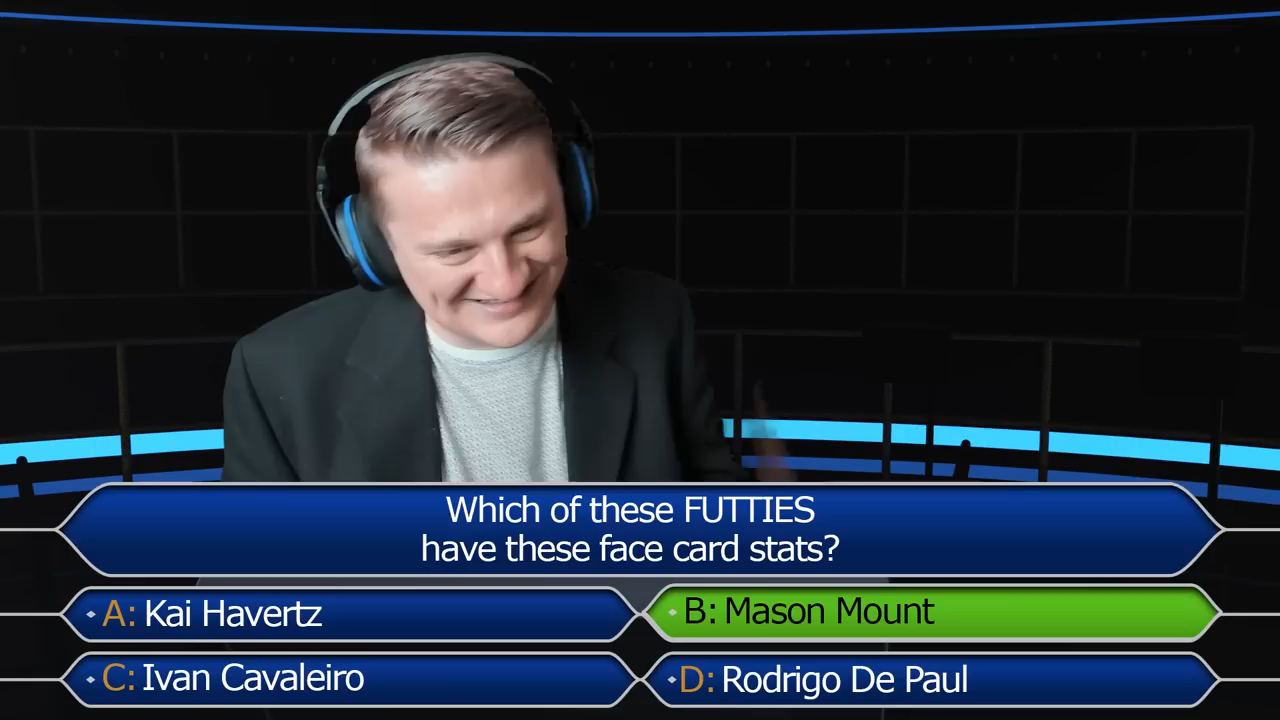 Which of these FUTTIES
have these face card stats?
A: Kai Havertz
B: Mason Mount
C: Ivan Cavaleiro
D: Rodrigo De Paul